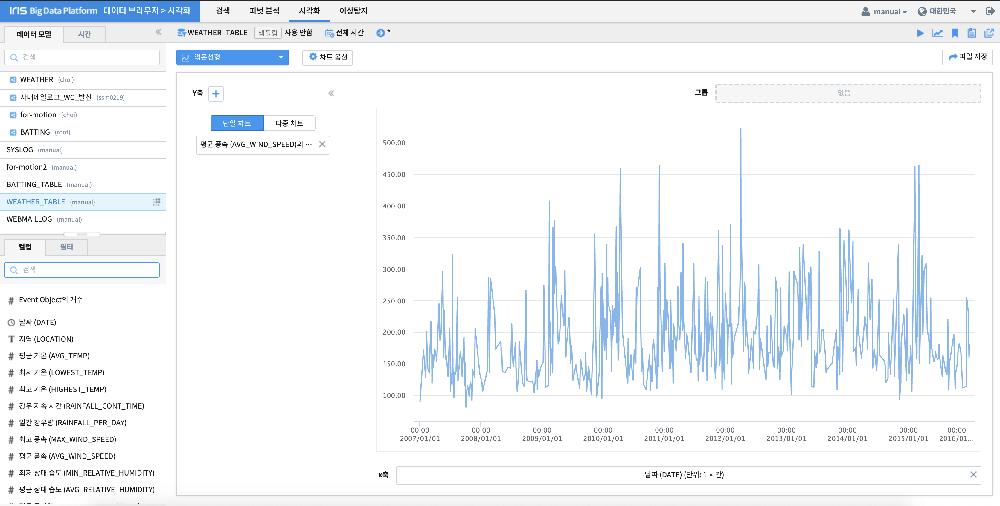 IRIS Big Data Platform 데이터 브라우저 > 시각화
검색 피벗 분석 시각화 이상탐지
manual 대한민국
데이터 모델 시간
검색
WEATHER (choi)
사내메일로그_WC_발신 (ssm0219)
for-motion (choi)
BATTING (root)
SYSLOG (manual)
for-motion2 (manual)
BATTING_TABLE (manual)
WEATHER_TABLE (manual)
WEBMAILLOG (manual)
컬럼 필터
검색
# Event Object의 개수
날짜 (DATE)
T 지역 (LOCATION)
# 평균 기온 (AVG_TEMP)
# 최저 기온 (LOWEST_TEMP)
# 최고 기온 (HIGHEST_TEMP)
# 강우 지속 시간 (RAINFALL_CONT_TIME)
# 일간 강우량 (RAINFALL_PER_DAY)
# 최고 풍속 (MAX_WIND_SPEED)
# 평균 풍속 (AVG_WIND_SPEED)
# 최저 상대 습도 (MIN_RELATIVE_HUMIDITY)
# 평균 상대 습도 (AVG_RELATIVE_HUMIDITY)
WEATHER_TABLE 샘플링 사용 안함 전체 시간 *
꺾은선형 차트 옵션 파일 저장
Y축 +
단일 차트 다중 차트
평균 풍속 (AVG_WIND_SPEED)의 ···
그룹 없음
500.00
450.00
400.00
350.00
300.00
250.00
200.00
150.00
100.00
00:00 00:00 00:00 00:00 00:00 00:00 00:00 00:00 00:00 00:00
2007/01/01 2008/01/01 2009/01/01 2010/01/01 2011/01/01 2012/01/01 2013/01/01 2014/01/01 2015/01/01 2016/01...
x축 날짜 (DATE) (단위: 1 시간)